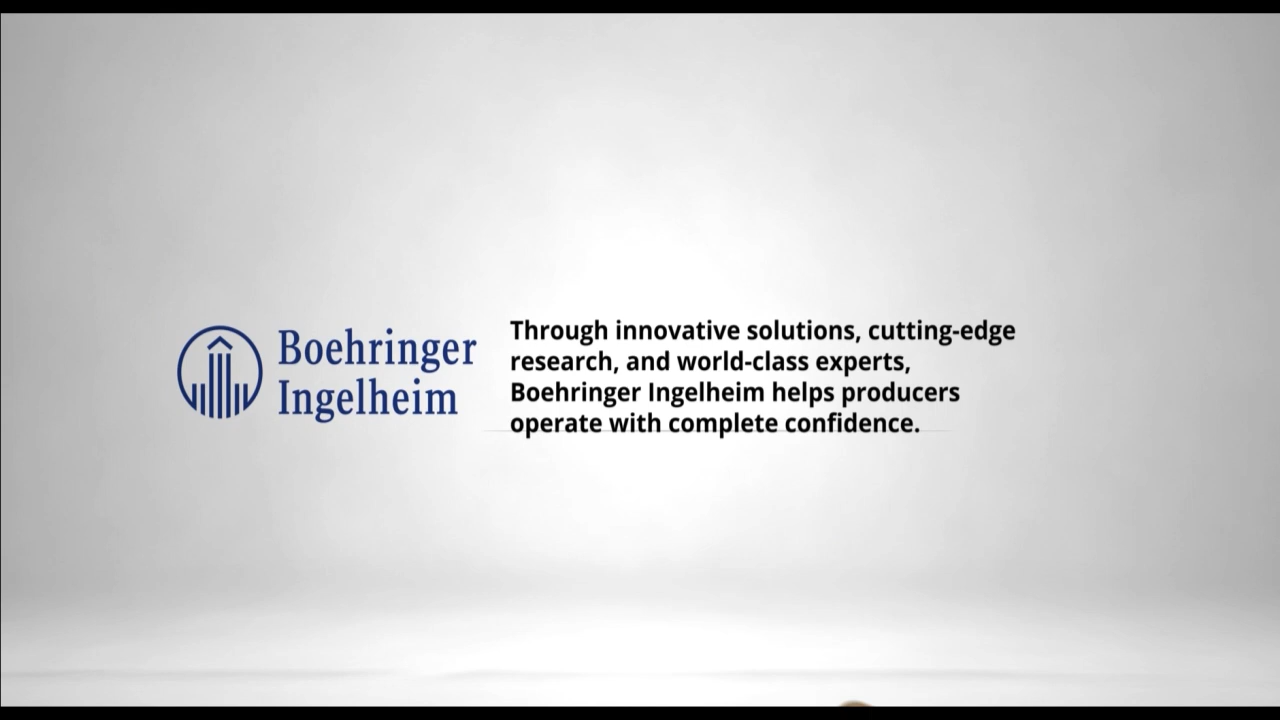 Boehringer
Ingelheim
Through innovative solutions, cutting-edge
research, and world-class experts,
Boehringer Ingelheim helps producers
operate with complete confidence.